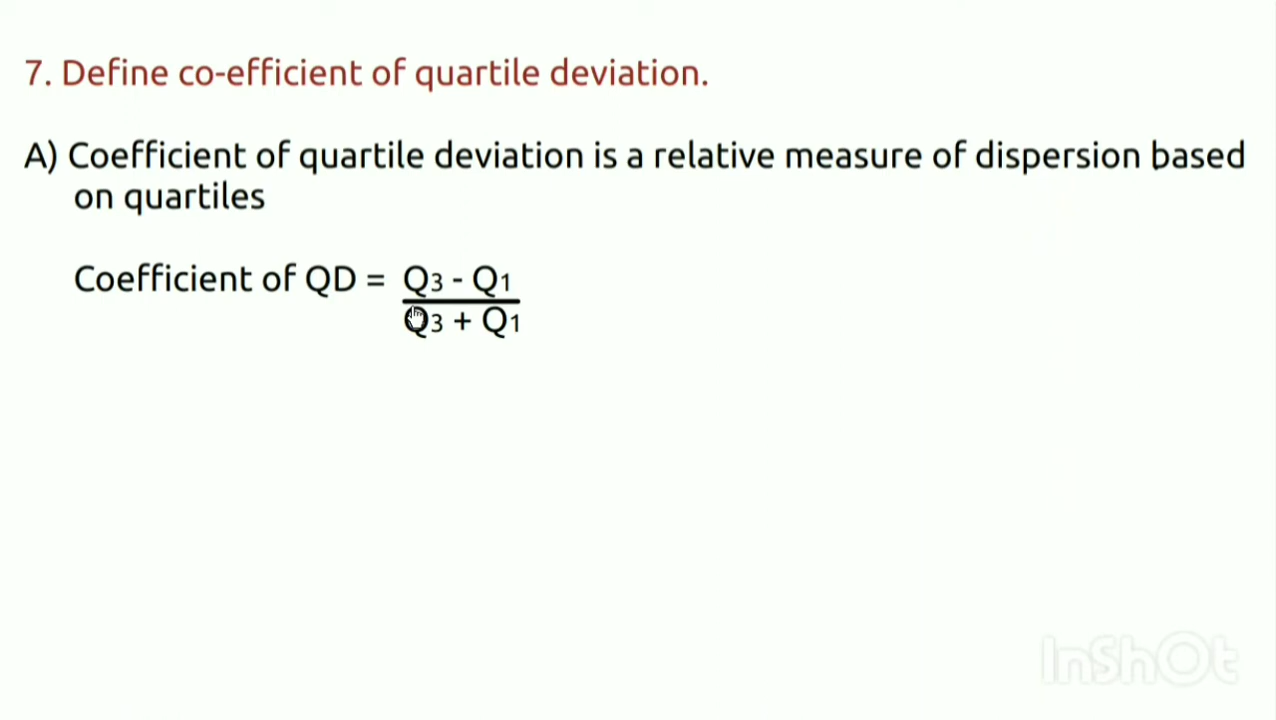 7. Define co-efficient of quartile deviation.
A) Coefficient of quartile deviation is a relative measure of dispersion based
on quartiles
Coefficient of QD = Q3 - Q1
Q3 + Q1
InShOt